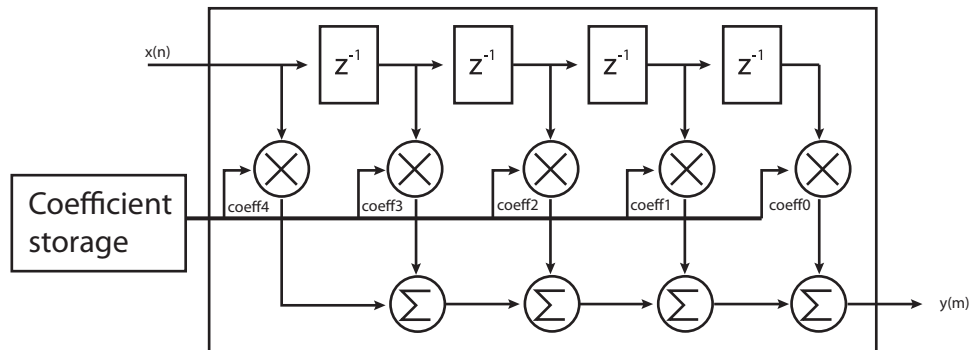 x(n)
z⁻¹
z⁻¹
z⁻¹
z⁻¹
Coefficient
storage
coeff4
coeff3
coeff2
coeff1
coeff0
Σ
Σ
Σ
Σ
y(m)